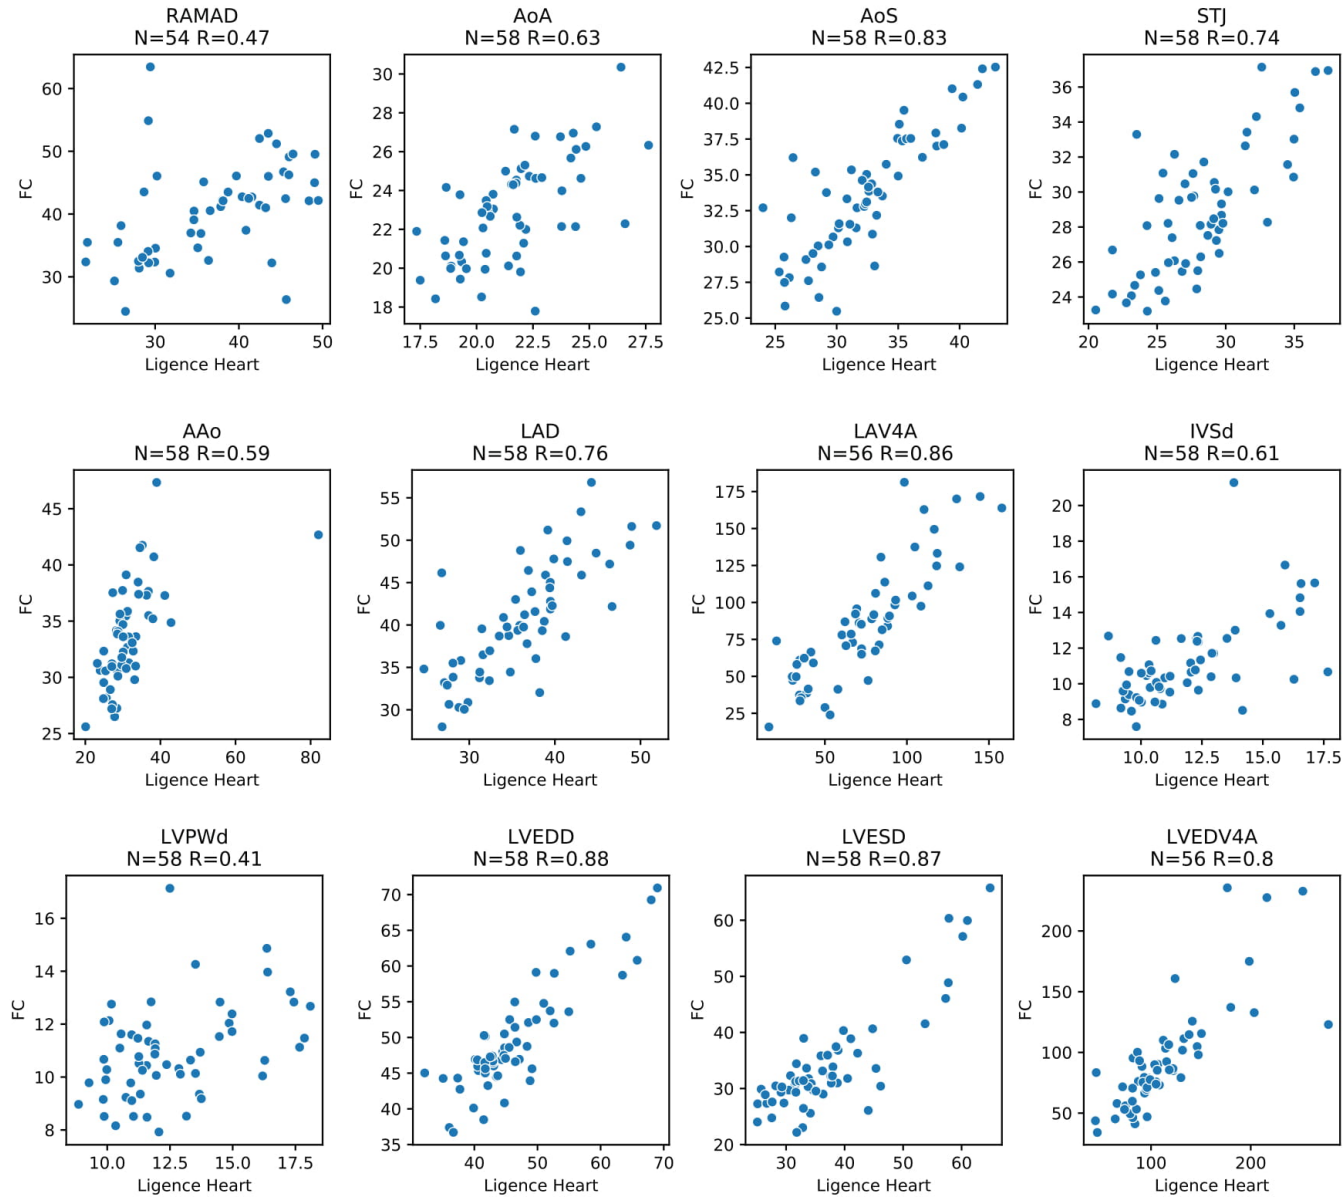 RAMAD
N=54 R=0.47
60
50
40
30
FC
30 40 50
Ligence Heart
AoA
N=58 R=0.63
30
28
26
24
22
20
18
FC
17.5 20.0 22.5 25.0 27.5
Ligence Heart
AoS
N=58 R=0.83
42.5
40.0
37.5
35.0
32.5
30.0
27.5
25.0
FC
25 30 35 40
Ligence Heart
STJ
N=58 R=0.74
36
34
32
30
28
26
24
FC
20 25 30 35
Ligence Heart
AAo
N=58 R=0.59
45
40
35
30
25
FC
20 40 60 80
Ligence Heart
LAD
N=58 R=0.76
55
50
45
40
35
30
FC
30 40 50
Ligence Heart
LAV4A
N=56 R=0.86
175
150
125
100
75
50
25
FC
50 100 150
Ligence Heart
IVSd
N=58 R=0.61
20
18
16
14
12
10
8
FC
10.0 12.5 15.0 17.5
Ligence Heart
LVPWd
N=58 R=0.41
16
14
12
10
8
FC
10.0 12.5 15.0 17.5
Ligence Heart
LVEDD
N=58 R=0.88
70
65
60
55
50
45
40
35
FC
40 50 60 70
Ligence Heart
LVESD
N=58 R=0.87
60
50
40
30
20
FC
30 40 50 60
Ligence Heart
LVEDV4A
N=56 R=0.8
200
150
100
50
FC
100 200
Ligence Heart